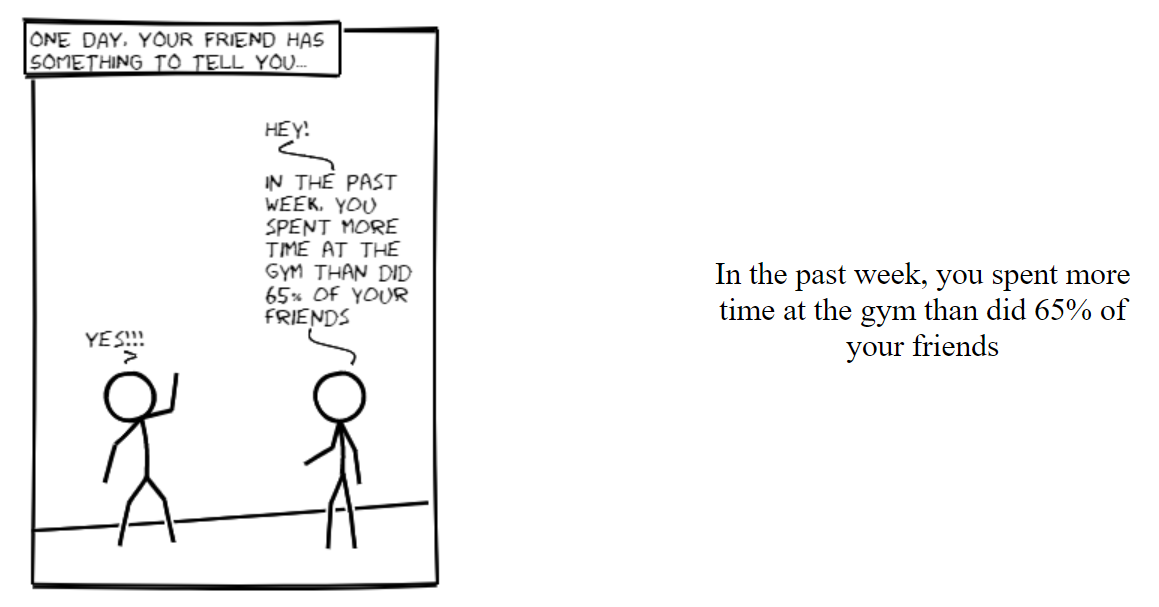 ONE DAY, YOUR FRIEND HAS
SOMETHING TO TELL YOU...
HEY!
IN THE PAST
WEEK, YOU
SPENT MORE
TIME AT THE
GYM THAN DID
65% OF YOUR
FRIENDS
YES!!!
In the past week, you spent more
time at the gym than did 65% of
your friends